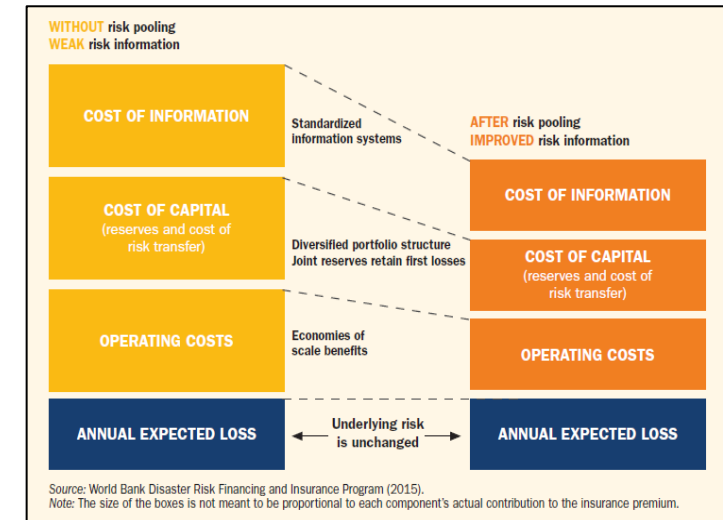 WITHOUT risk pooling
WEAK risk information
COST OF INFORMATION
COST OF CAPITAL
(reserves and cost of
risk transfer)
OPERATING COSTS
ANNUAL EXPECTED LOSS
Standardized
information systems
Diversified portfolio structure
Joint reserves retain first losses
Economies of
scale benefits
Underlying risk
is unchanged
AFTER risk pooling
IMPROVED risk information
COST OF INFORMATION
COST OF CAPITAL
(reserves and cost of
risk transfer)
OPERATING COSTS
ANNUAL EXPECTED LOSS
Source: World Bank Disaster Risk Financing and Insurance Program (2015).
Note: The size of the boxes is not meant to be proportional to each component's actual contribution to the insurance premium.